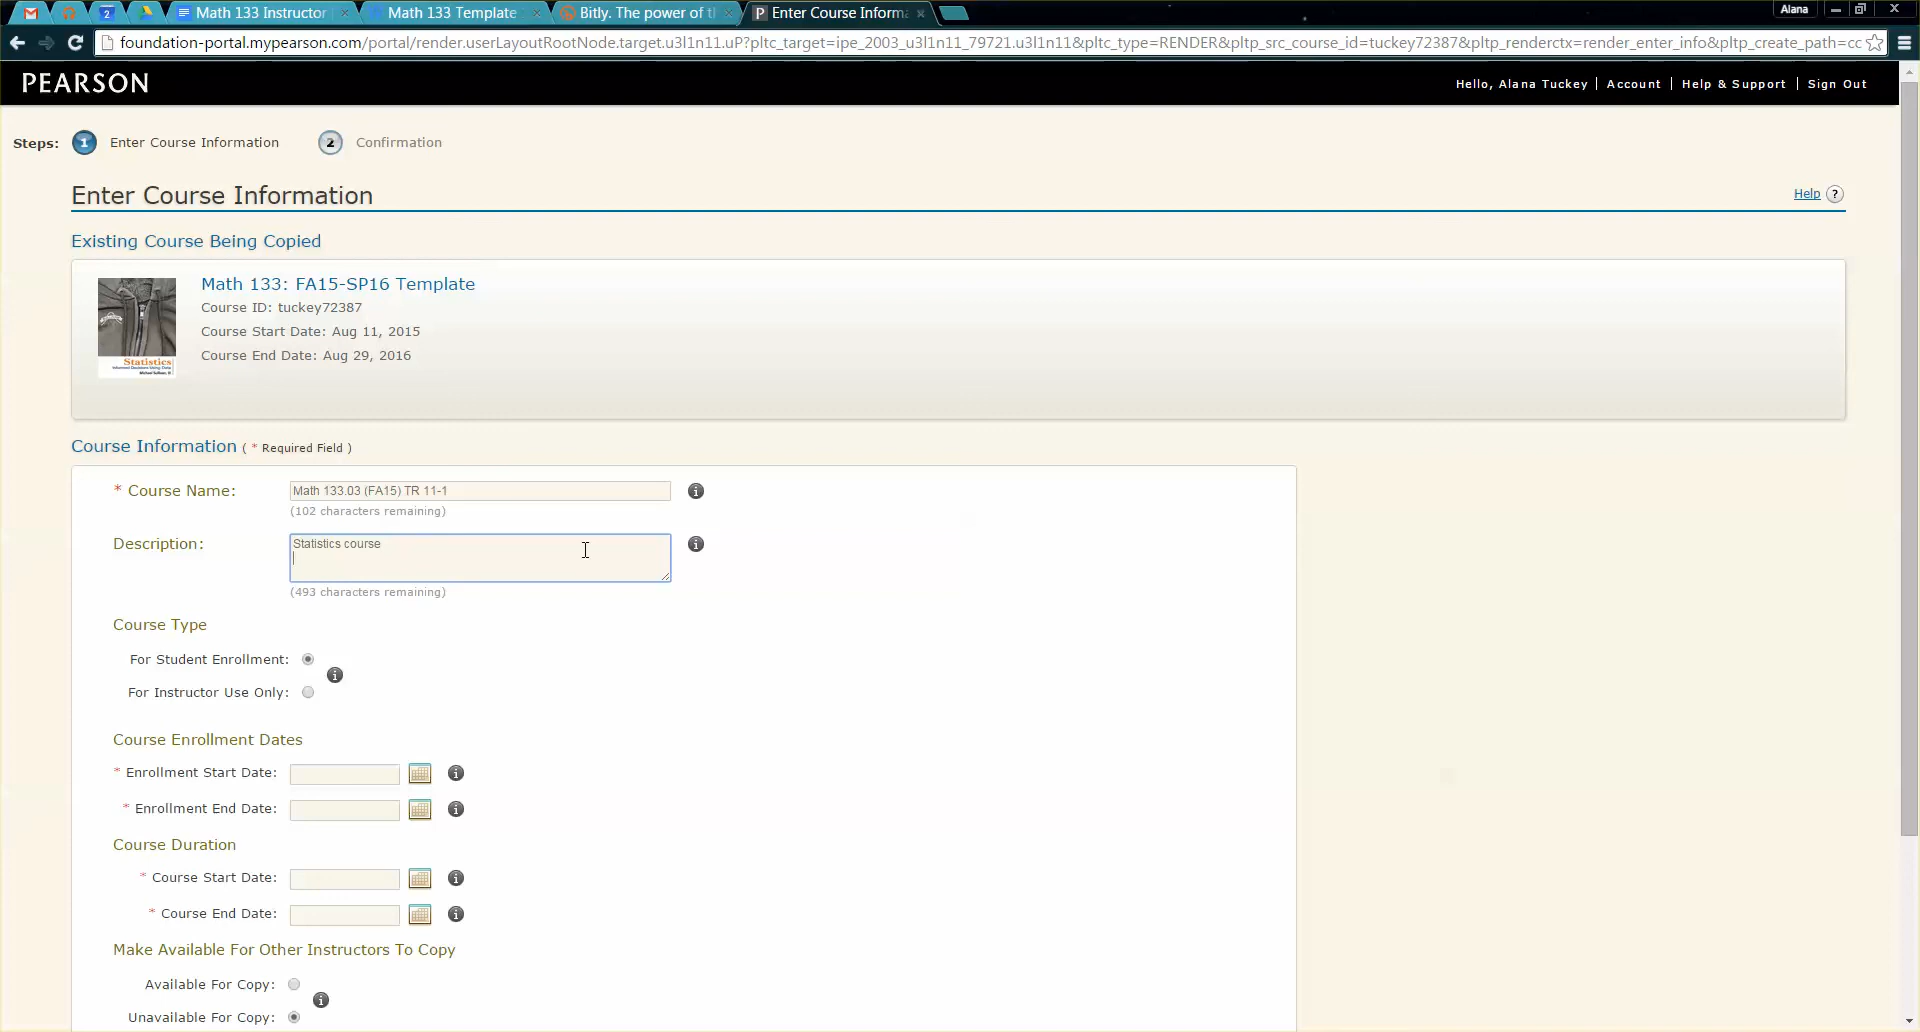 Math 133 Instructor
Math 133 Template
Bitly. The power of t
P Enter Course Informa
Alana
foundation-portal.mypearson.com/portal/render.userLayoutRootNode.target.u3l1n11.uP?pltc_target=ipe_2003_u3l1n11_79721.u3l1n11&pltc_type=RENDER&pltp_src_course_id=tuckey72387&pltp_renderctx=render_enter_info&pltp_create_path=cc
PEARSON
Hello, Alana Tuckey | Account | Help & Support | Sign Out
Steps: 1 Enter Course Information 2 Confirmation
Enter Course Information
Help ?
Existing Course Being Copied
Math 133: FA15-SP16 Template
Course ID: tuckey72387
Course Start Date: Aug 11, 2015
Course End Date: Aug 29, 2016
Statistics
Course Information ( * Required Field )
* Course Name: Math 133.03 (FA15) TR 11-1
(102 characters remaining)
Description: Statistics course
(493 characters remaining)
Course Type
For Student Enrollment:
For Instructor Use Only:
Course Enrollment Dates
* Enrollment Start Date:
* Enrollment End Date:
Course Duration
* Course Start Date:
* Course End Date:
Make Available For Other Instructors To Copy
Available For Copy:
Unavailable For Copy: